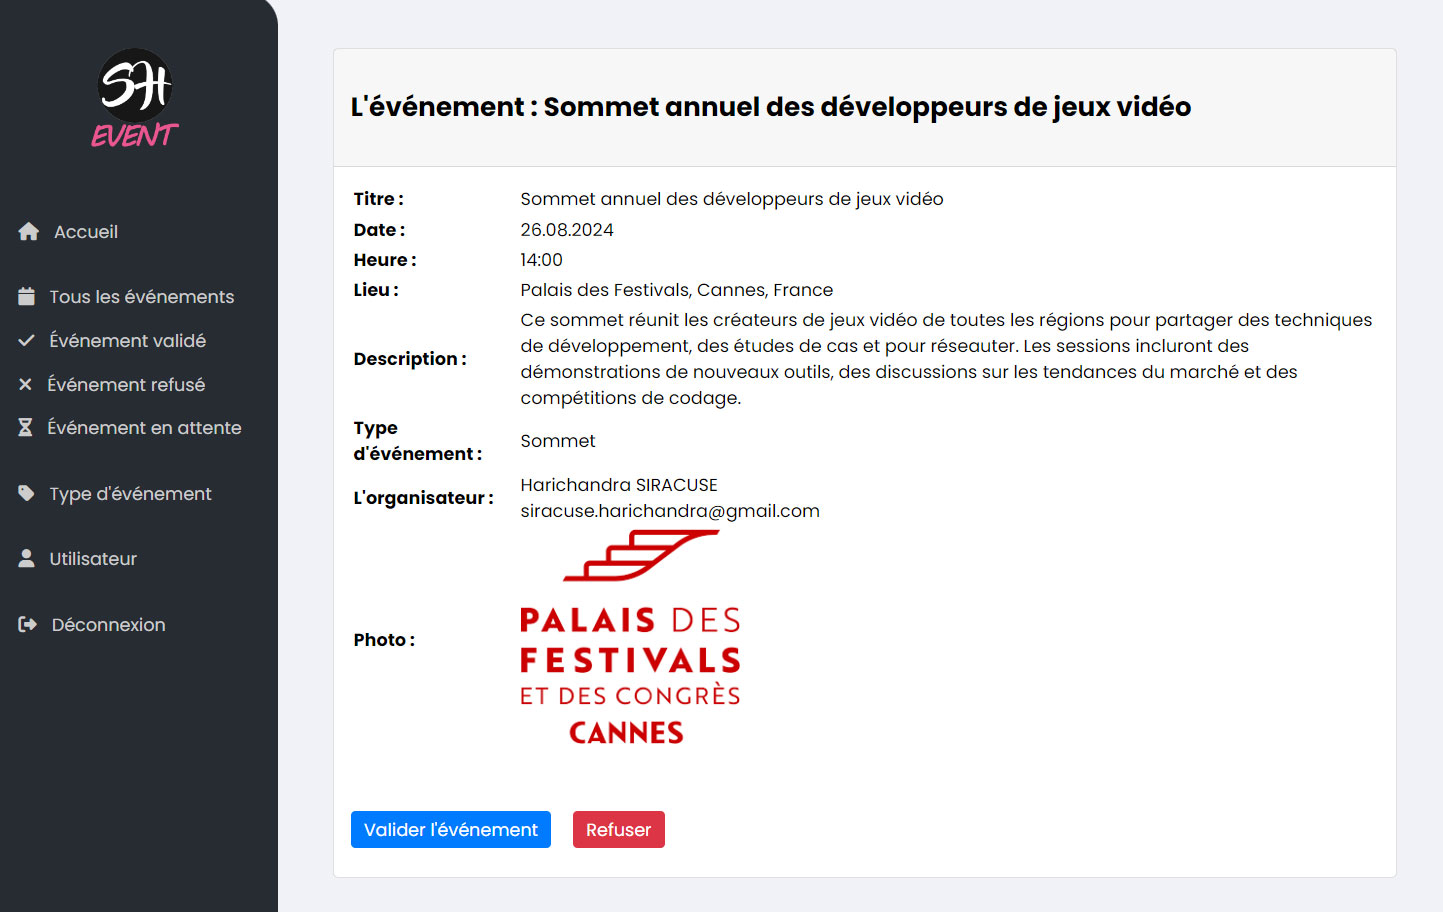 SH
EVENT
Accueil
Tous les événements
Événement validé
Événement refusé
Événement en attente
Type d'événement
Utilisateur
Déconnexion
L'événement : Sommet annuel des développeurs de jeux vidéo
Titre : Sommet annuel des développeurs de jeux vidéo
Date : 26.08.2024
Heure : 14:00
Lieu : Palais des Festivals, Cannes, France
Description :
Ce sommet réunit les créateurs de jeux vidéo de toutes les régions pour partager des techniques
de développement, des études de cas et pour réseauter. Les sessions incluront des
démonstrations de nouveaux outils, des discussions sur les tendances du marché et des
compétitions de codage.
Type
d'événement :
Sommet
L'organisateur :
Harichandra SIRACUSE
siracuse.harichandra@gmail.com
Photo :
PALAIS DES
FESTIVALS
ET DES CONGRÈS
CANNES
Valider l'événement
Refuser